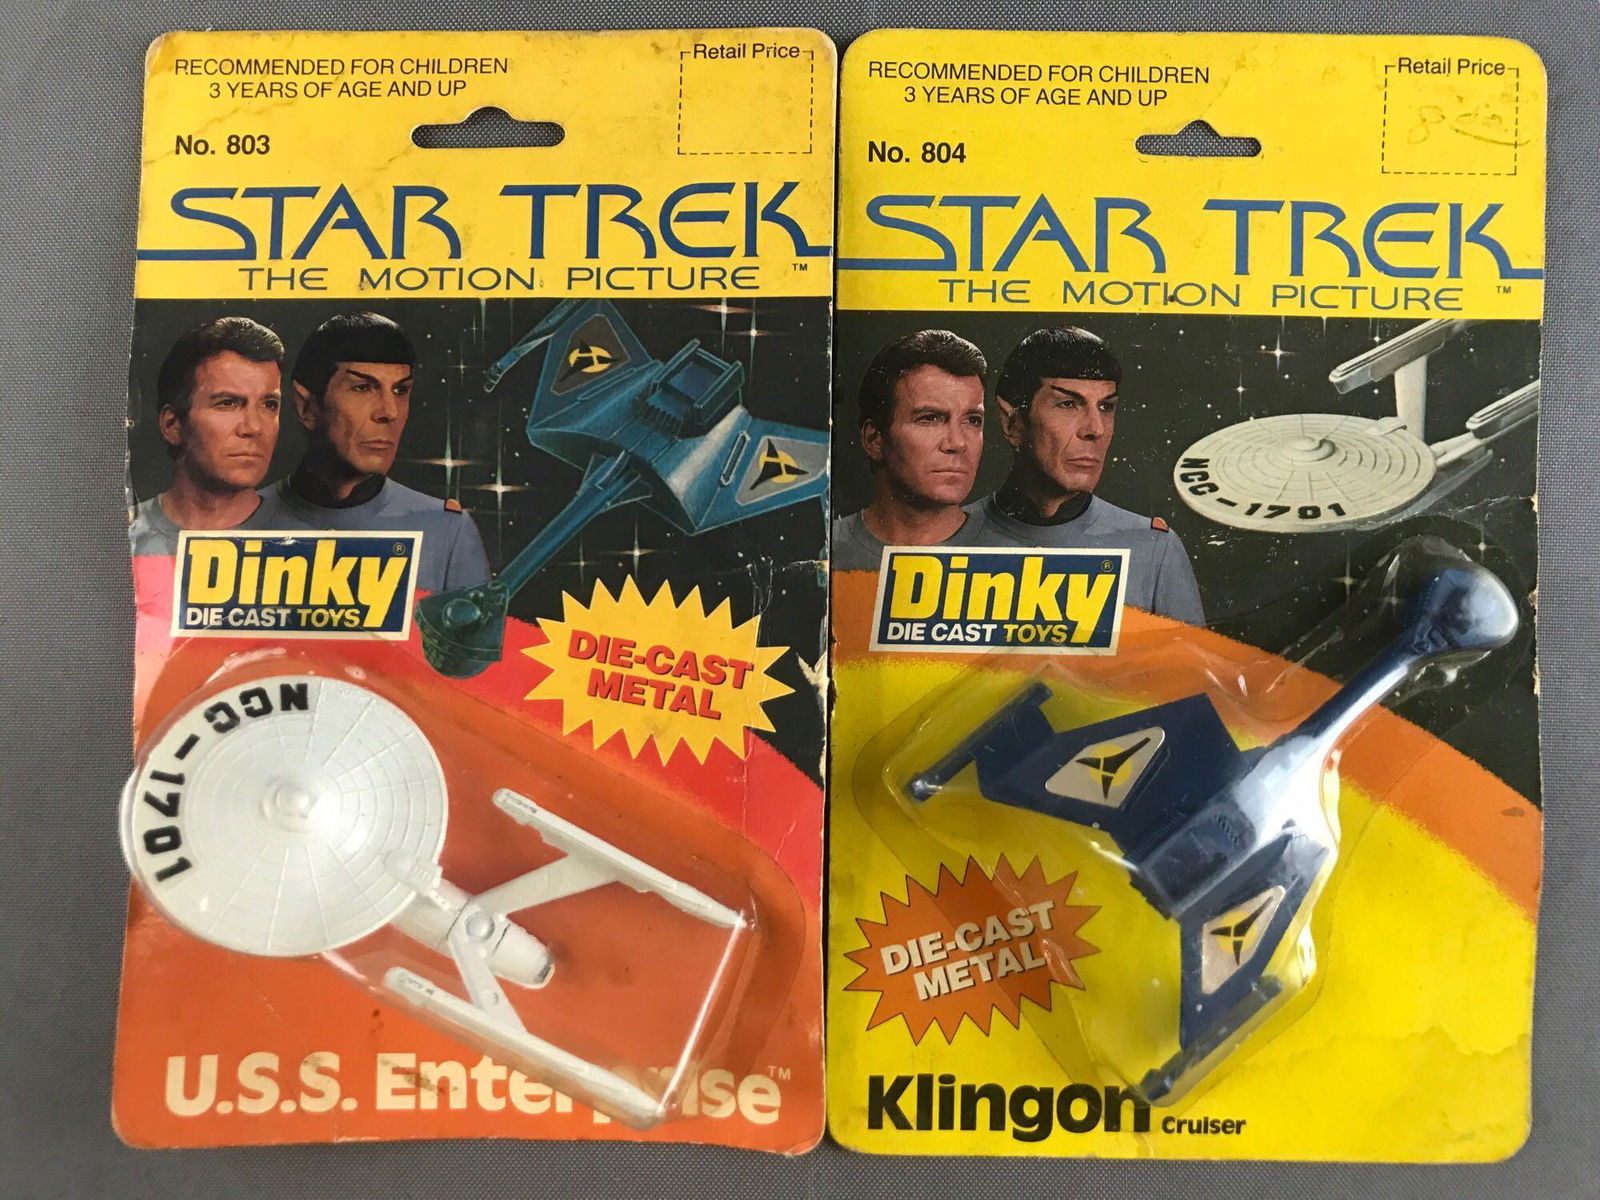 RECOMMENDED FOR CHILDREN
3 YEARS OF AGE AND UP
Retail Price
No. 803
STAR TREK
THE MOTION PICTURE ™
Dinky ®
DIE CAST TOYS
DIE-CAST
METAL
NCC-1701
U.S.S. Enterprise ™
RECOMMENDED FOR CHILDREN
3 YEARS OF AGE AND UP
Retail Price
No. 804
STAR TREK
THE MOTION PICTURE ™
NCC-1701
Dinky ®
DIE CAST TOYS
DIE-CAST
METAL
Klingon Cruiser